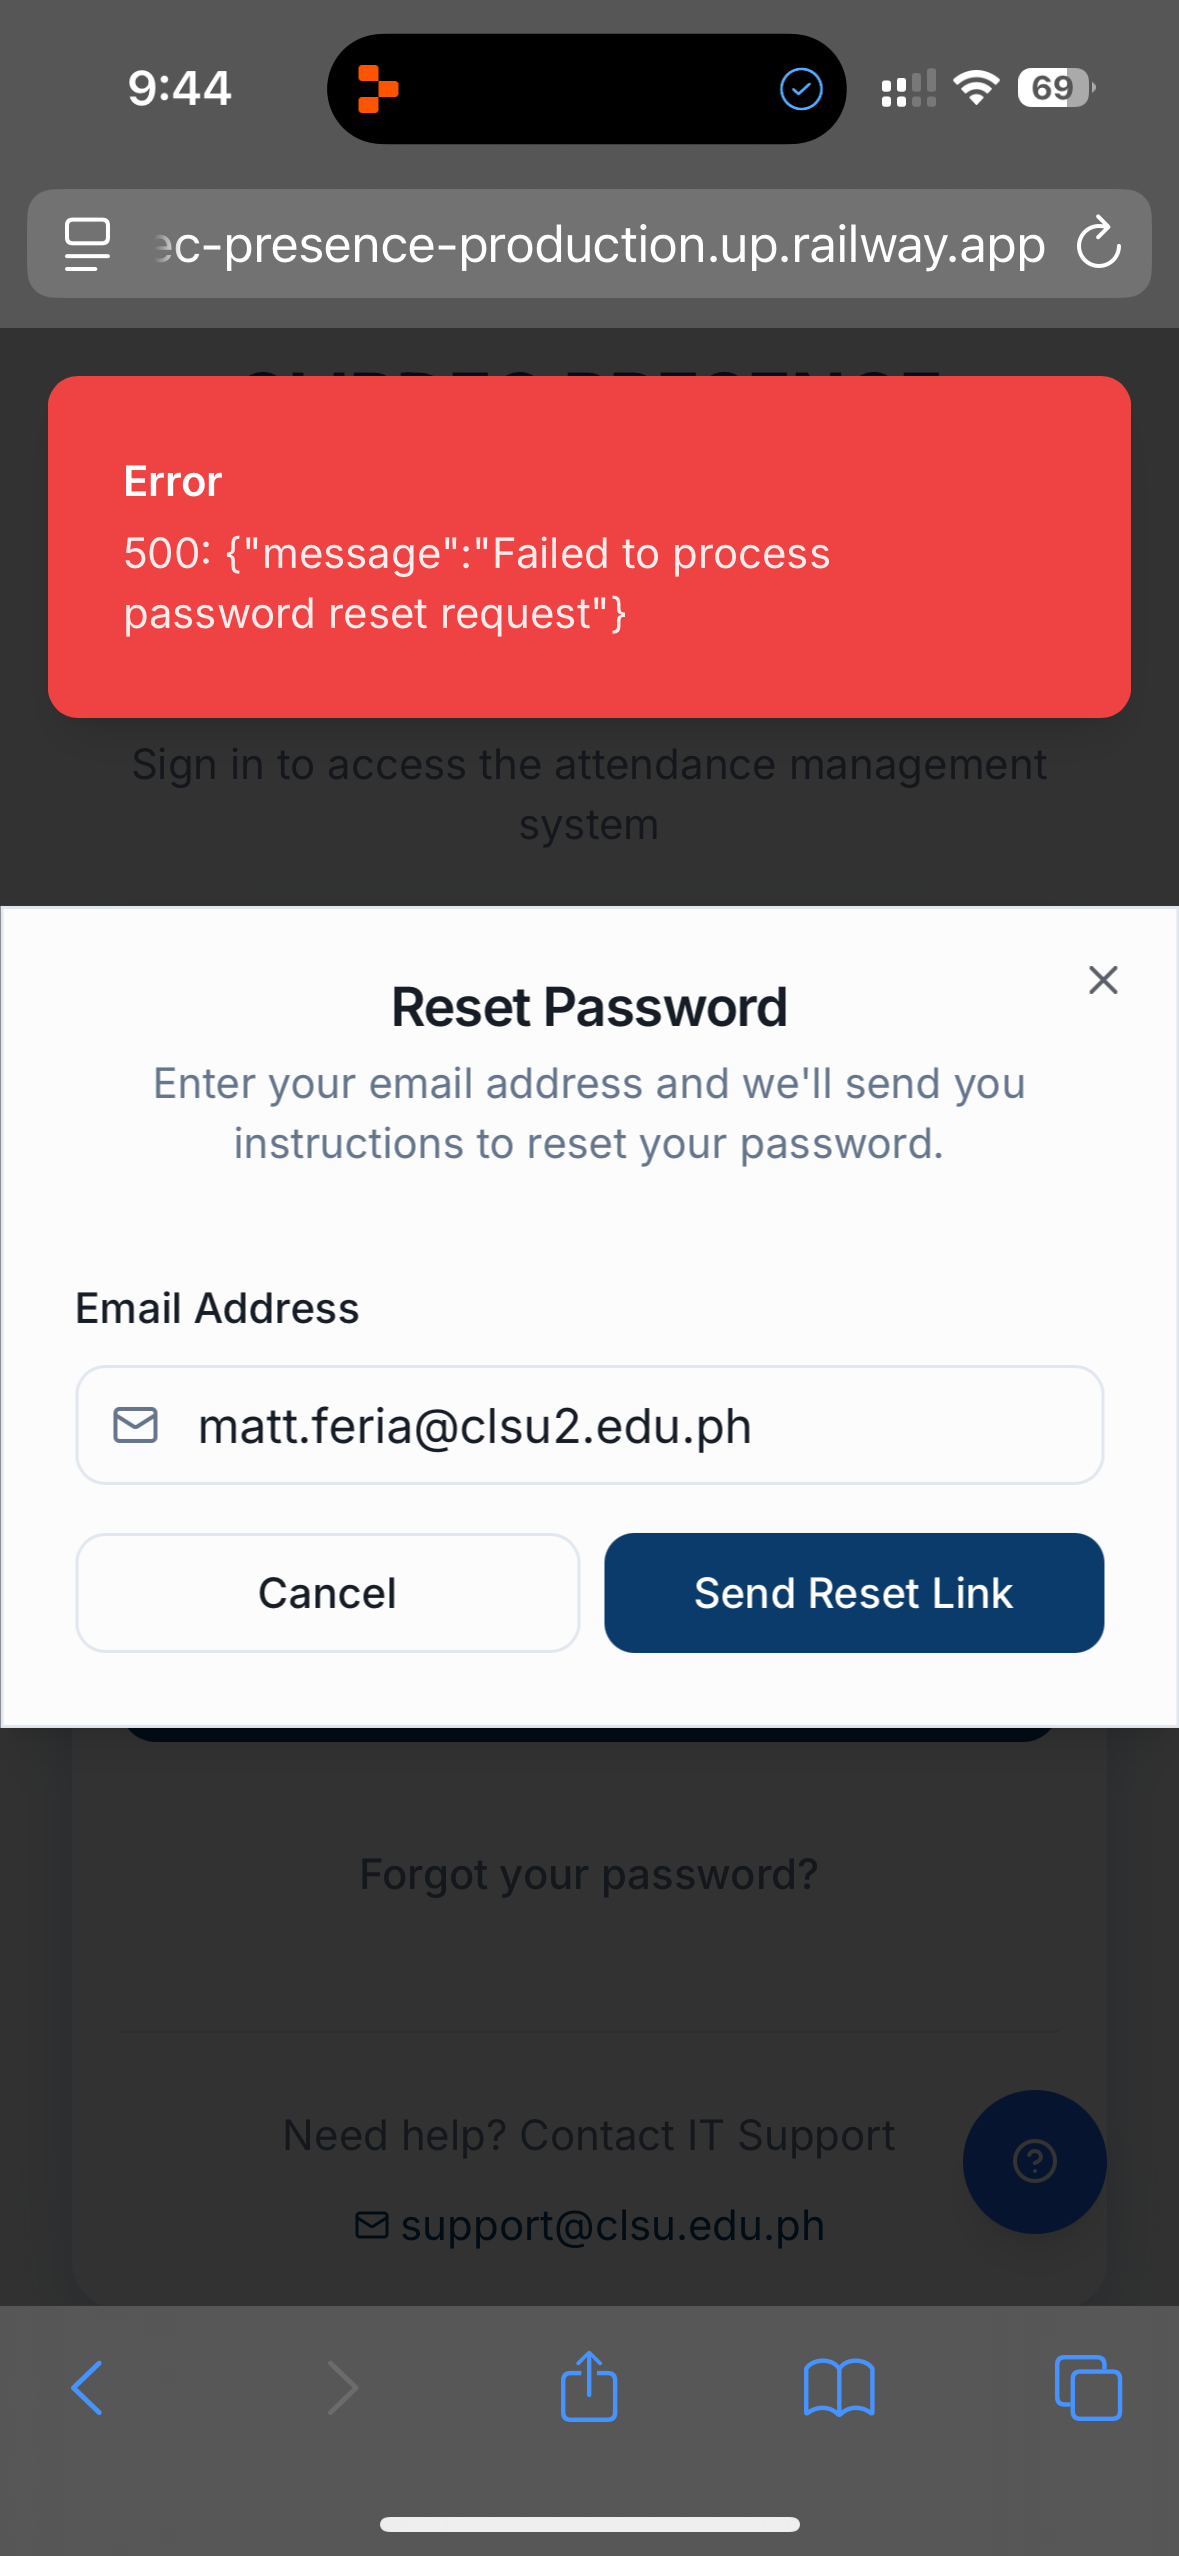 9:44
69
c-presence-production.up.railway.app
Error
500: {"message":"Failed to process
password reset request"}
Sign in to access the attendance management
system
Reset Password
Enter your email address and we'll send you
instructions to reset your password.
Email Address
matt.feria@clsu2.edu.ph
Cancel
Send Reset Link
Forgot your password?
Need help? Contact IT Support
support@clsu.edu.ph